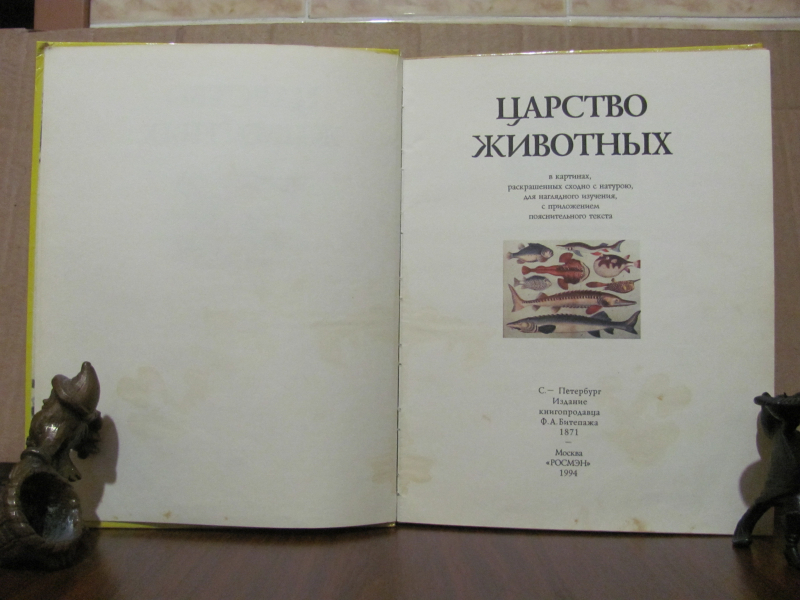 ЦАРСТВО
ЖИВОТНЫХ
в картинах,
раскрашенных сходно с натурою,
для наглядного изучения,
с приложением
пояснительного текста
С.— Петербург
Издание
книгопродавца
Ф. А. Битепажа
1871
—
Москва
«РОСМЭН»
1994